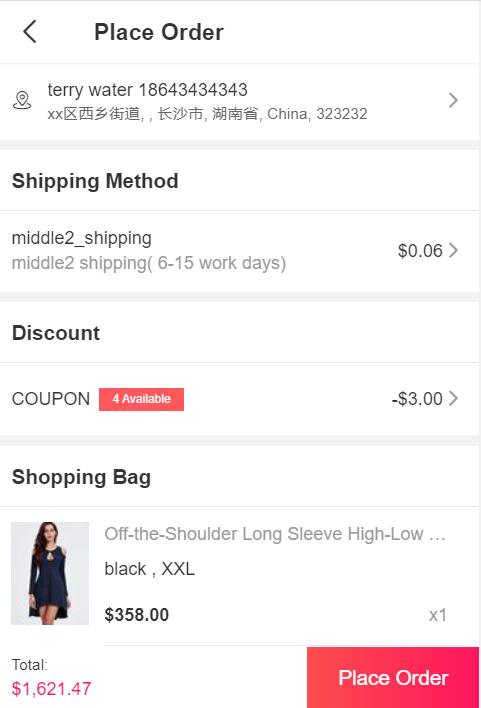 Place Order
terry water 18643434343
xx区西乡街道, , 长沙市, 湖南省, China, 323232
Shipping Method
middle2_shipping
$0.06
middle2 shipping( 6-15 work days)
Discount
COUPON 4 Available -$3.00
Shopping Bag
Off-the-Shoulder Long Sleeve High-Low …
black , XXL
$358.00 x1
Total:
$1,621.47
Place Order